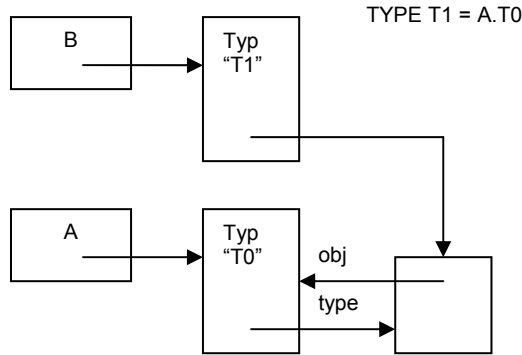 TYPE T1 = A.T0
B
Typ
“T1”
A
Typ
“T0”
obj
type